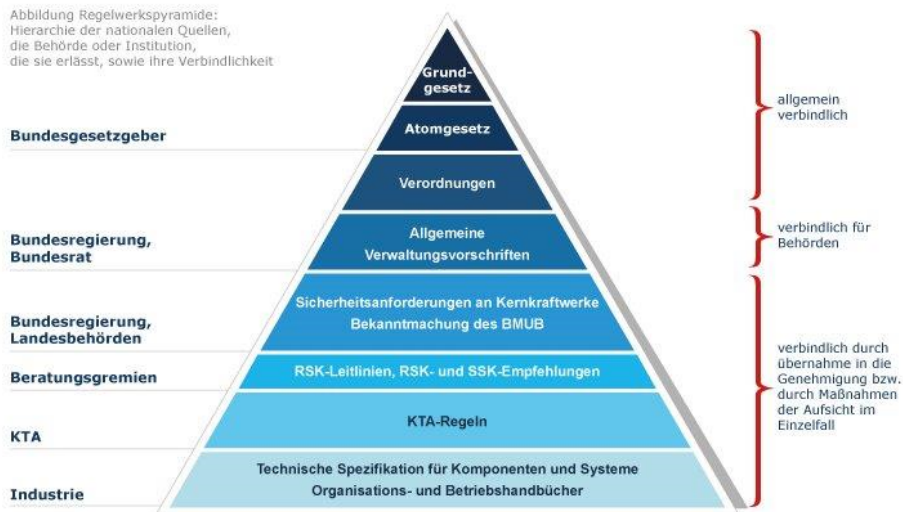 Abbildung Regelwerkspyramide:
Hierarchie der nationalen Quellen,
die Behörde oder Institution,
die sie erlässt, sowie ihre Verbindlichkeit
Grund-
gesetz
allgemein
verbindlich
Bundesgesetzgeber
Atomgesetz
Verordnungen
Bundesregierung,
Bundesrat
Allgemeine
Verwaltungsvorschriften
verbindlich für
Behörden
Bundesregierung,
Landesbehörden
Sicherheitsanforderungen an Kernkraftwerke
Bekanntmachung des BMUB
Beratungsgremien
RSK-Leitlinien, RSK- und SSK-Empfehlungen
verbindlich durch
übernahme in die
Genehmigung bzw.
durch Maßnahmen
der Aufsicht im
Einzelfall
KTA
KTA-Regeln
Industrie
Technische Spezifikation für Komponenten und Systeme
Organisations- und Betriebshandbücher